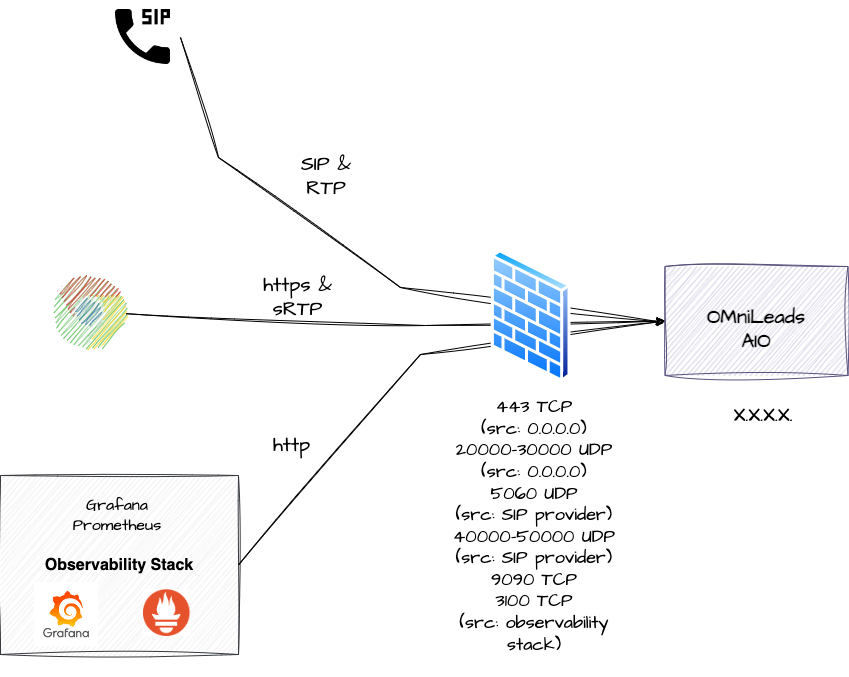 SIP
SIP &
RTP
https &
sRTP
OMniLeads
AIO
X.X.X.X.
443 TCP
(src: 0.0.0.0)
20000-30000 UDP
(src: 0.0.0.0)
5060 UDP
(src: SIP provider)
40000-50000 UDP
(src: SIP provider)
9090 TCP
3100 TCP
(src: observability
stack)
http
Grafana
Prometheus
Observability Stack
Grafana